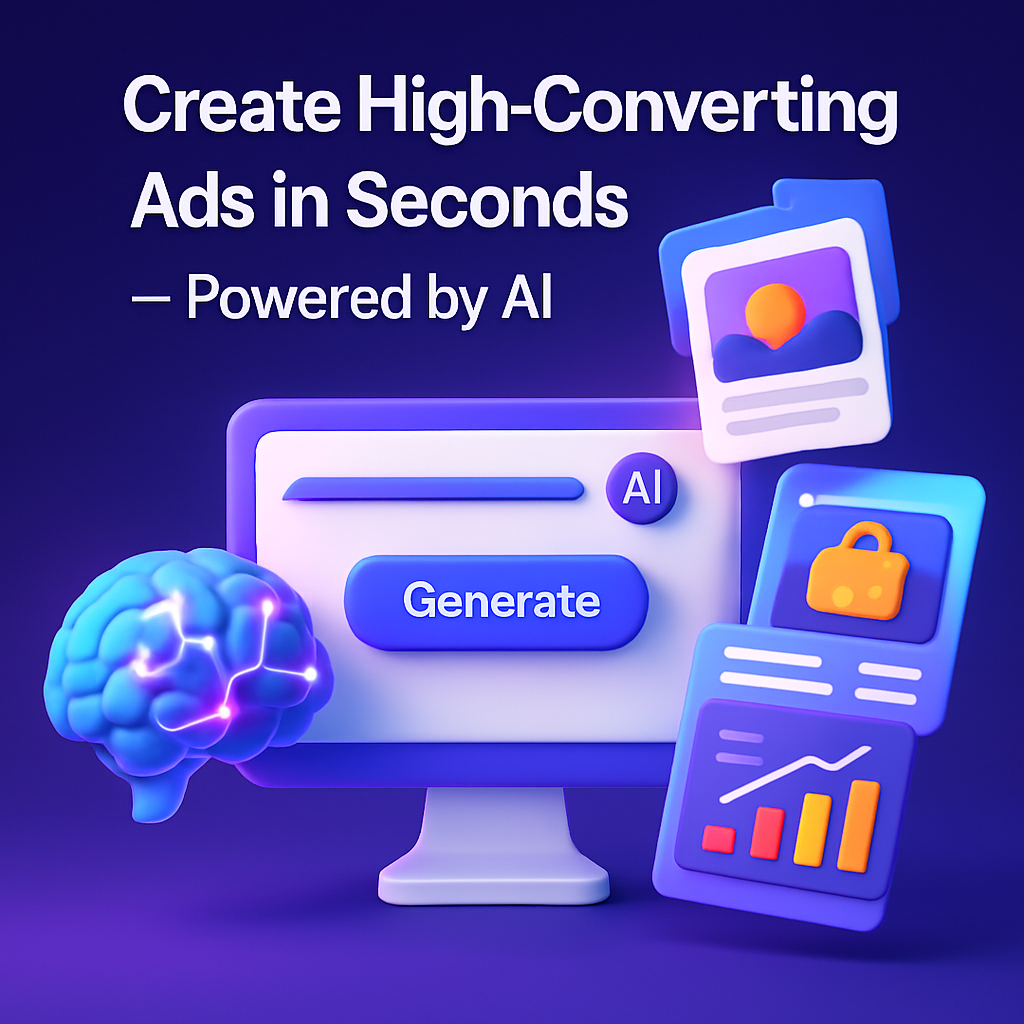 Create High-Converting
Ads in Seconds
– Powered by AI
AI
Generate